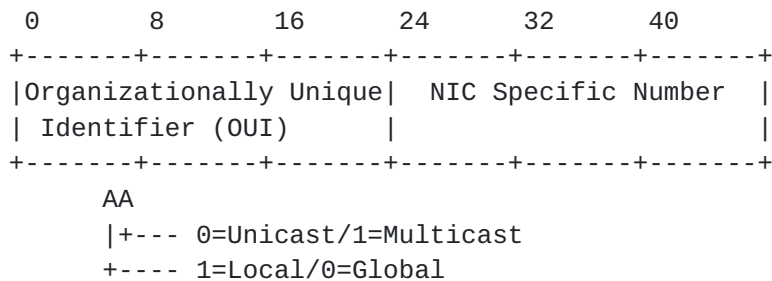 0       8       16      24      32      40
+-------+-------+-------+-------+-------+-------+
|Organizationally Unique|  NIC Specific Number  |
| Identifier (OUI)      |                       |
+-------+-------+-------+-------+-------+-------+
      AA
      |+--- 0=Unicast/1=Multicast
      +---- 1=Local/0=Global